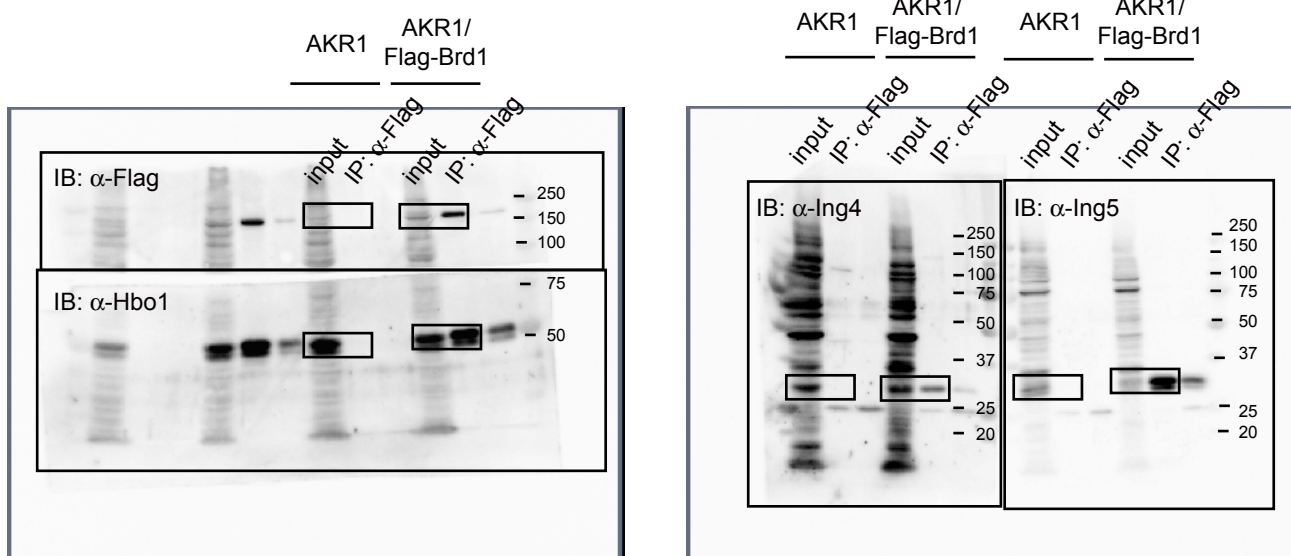 AKR1
AKR1/
Flag-Brd1
input
IP: α-Flag
input
IP: α-Flag
IB: α-Flag
250
150
100
IB: α-Hbo1
75
50
AKR1
AKR1/
Flag-Brd1
AKR1
AKR1/
Flag-Brd1
input
IP: α-Flag
input
IP: α-Flag
input
IP: α-Flag
input
IP: α-Flag
IB: α-Ing4
250
150
100
75
50
37
25
20
IB: α-Ing5
250
150
100
75
50
37
25
20